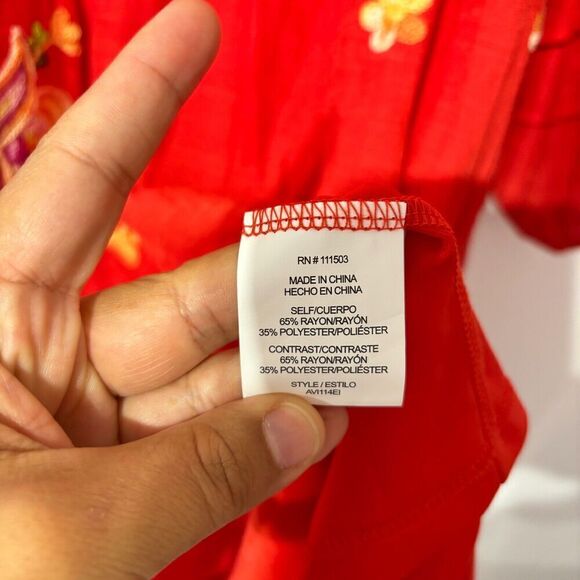 RN # 111503
MADE IN CHINA
HECHO EN CHINA
SELF/CUERPO
65% RAYON/RAYÓN
35% POLYESTER/POLIÉSTER
CONTRAST/CONTRASTE
65% RAYON/RAYÓN
35% POLYESTER/POLIÉSTER
STYLE / ESTILO
AVI114EI